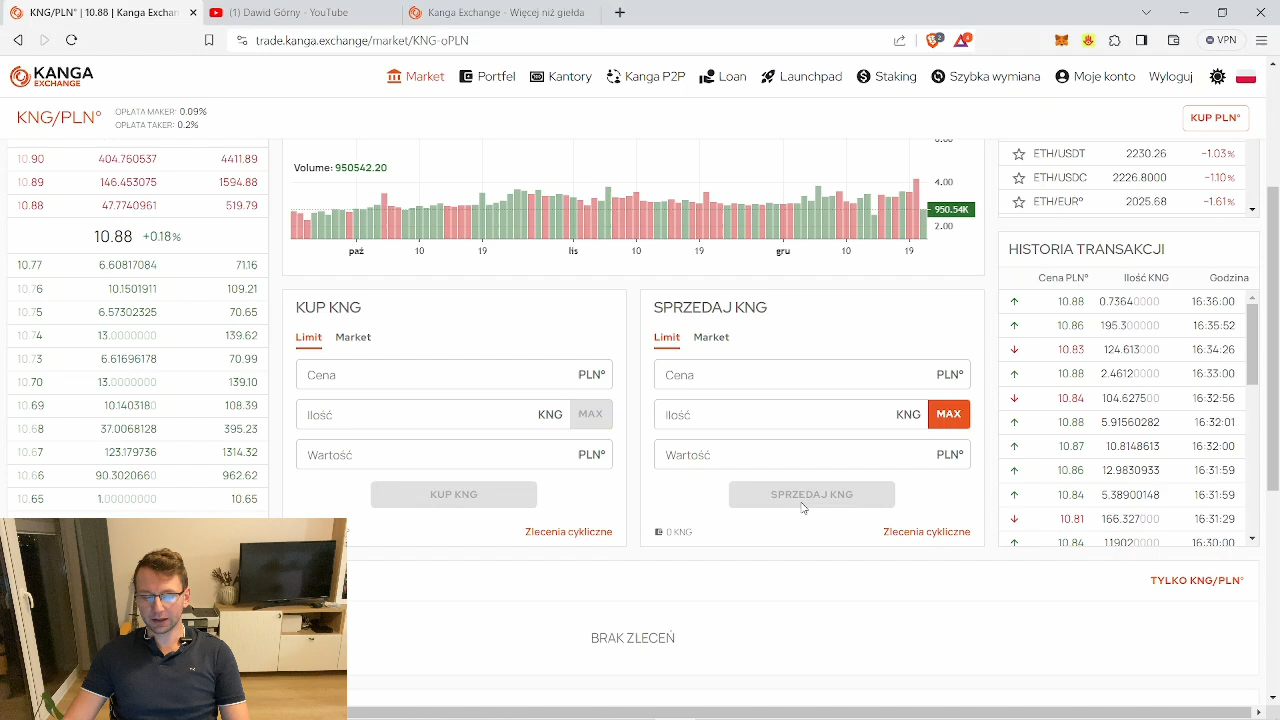 KNG/PLN° | 10.88 | Kanga Exchan
(1) Dawid Górny - YouTube
Kanga Exchange - Więcej niż giełda
trade.kanga.exchange/market/KNG-oPLN
2
4
VPN
KANGA
EXCHANGE
Market
Portfel
Kantory
Kanga P2P
Loan
Launchpad
Staking
Szybka wymiana
Moje konto
Wyloguj
KNG/PLN°
OPŁATA MAKER: 0.09%
OPŁATA TAKER: 0.2%
KUP PLN°
10.90 404.760537 4411.89
10.89 146.453075 1594.88
10.88 47.7740961 519.79
10.88 +0.18%
10.77 6.60817084 71.16
10.76 10.1501911 109.21
10.75 6.57302325 70.65
10.74 13.0000000 139.62
10.73 6.61696178 70.99
10.70 13.0000000 139.10
10.69 10.1403180 108.39
10.68 37.0068128 395.23
10.67 123.179736 1314.32
10.66 90.3020660 962.62
10.65 1.00000000 10.65
Volume: 950542.20
4.00
950.54K
2.00
paź 10 19 lis 10 19 gru 10 19
KUP KNG
Limit Market
Cena PLN°
Ilość KNG MAX
Wartość PLN°
KUP KNG
Zlecenia cykliczne
SPRZEDAJ KNG
Limit Market
Cena PLN°
Ilość KNG MAX
Wartość PLN°
SPRZEDAJ KNG
0 KNG
Zlecenia cykliczne
ETH/USDT 2230.26 −1.03%
ETH/USDC 2226.8000 −1.10%
ETH/EUR° 2025.68 −1.61%
HISTORIA TRANSAKCJI
Cena PLN° Ilość KNG Godzina
10.88 0.73640000 16:36:00
10.86 195.300000 16:35:52
10.83 124.613000 16:34:26
10.88 2.46120000 16:33:00
10.84 104.627500 16:32:56
10.88 5.91560282 16:32:01
10.87 10.8148613 16:32:00
10.86 12.9830933 16:31:59
10.84 5.38900148 16:31:59
10.81 166.327000 16:31:29
10.84 16:30:00
TYLKO KNG/PLN°
BRAK ZLECEŃ